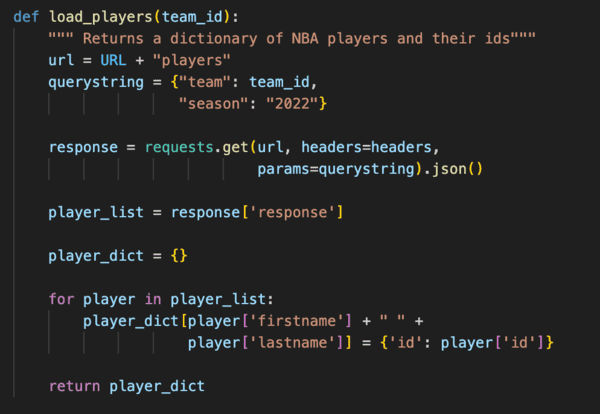 def load_players(team_id):
    """ Returns a dictionary of NBA players and their ids"""
    url = URL + "players"
    querystring = {"team": team_id,
                   "season": "2022"}
    response = requests.get(url, headers=headers,
                            params=querystring).json()
    player_list = response['response']
    player_dict = {}
    for player in player_list:
        player_dict[player['firstname'] + " " +
                    player['lastname']] = {'id': player['id']}
    return player_dict